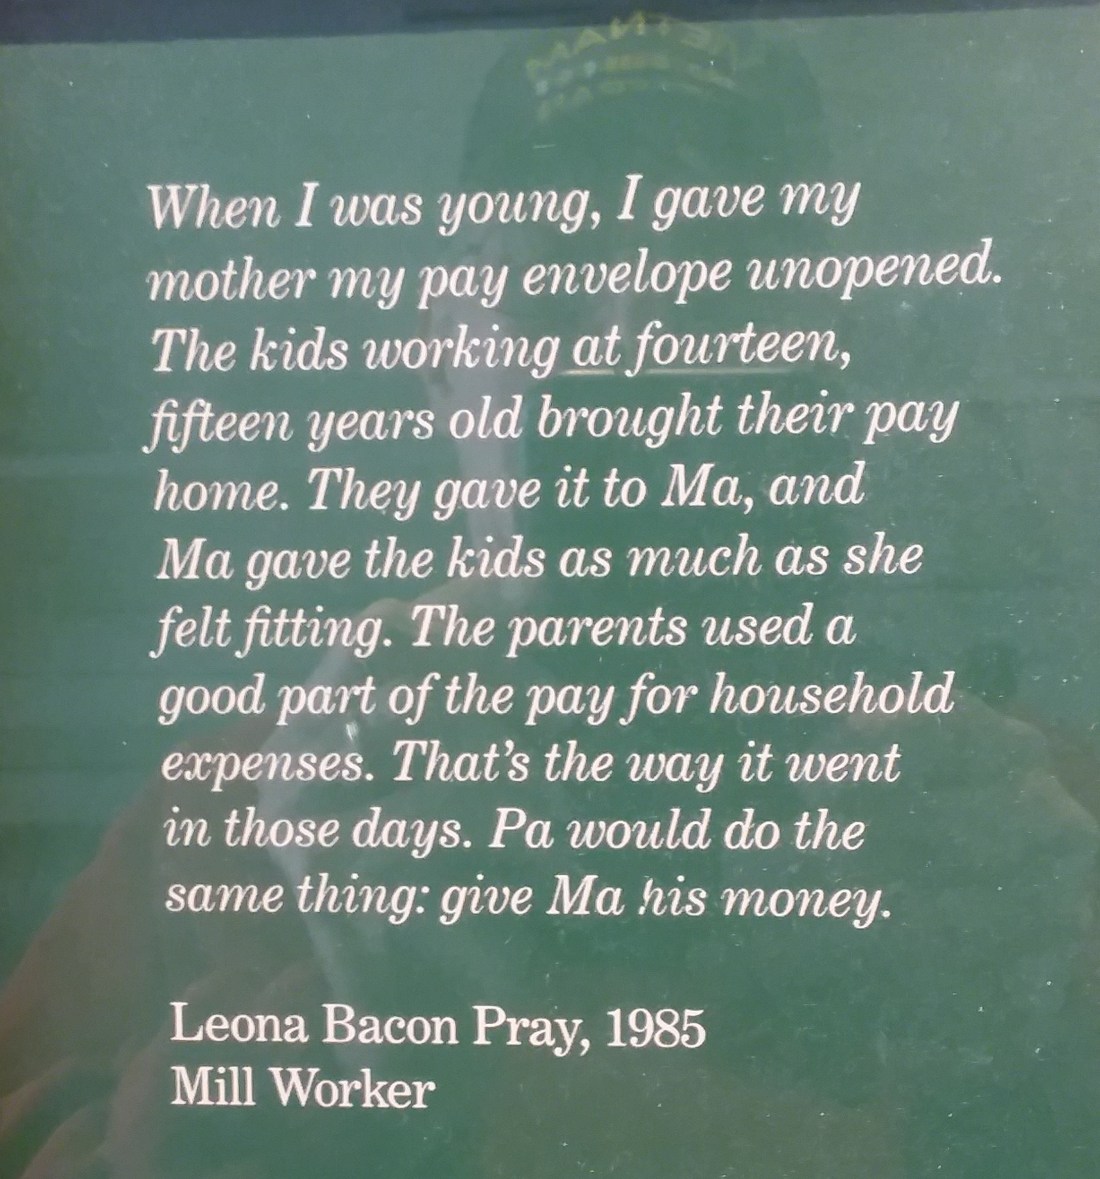 When I was young, I gave my
mother my pay envelope unopened.
The kids working at fourteen,
fifteen years old brought their pay
home. They gave it to Ma, and
Ma gave the kids as much as she
felt fitting. The parents used a
good part of the pay for household
expenses. That's the way it went
in those days. Pa would do the
same thing: give Ma his money.
Leona Bacon Pray, 1985
Mill Worker